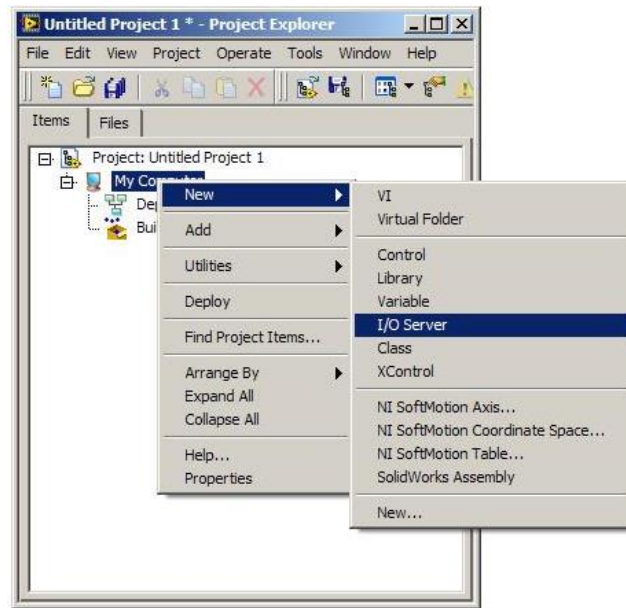 Untitled Project 1 * - Project Explorer
File Edit View Project Operate Tools Window Help
Items Files
Project: Untitled Project 1
My Computer
New
Add
Utilities
Deploy
Find Project Items...
Arrange By
Expand All
Collapse All
Help...
Properties
VI
Virtual Folder
Control
Library
Variable
I/O Server
Class
XControl
NI SoftMotion Axis...
NI SoftMotion Coordinate Space...
NI SoftMotion Table...
SolidWorks Assembly
New...